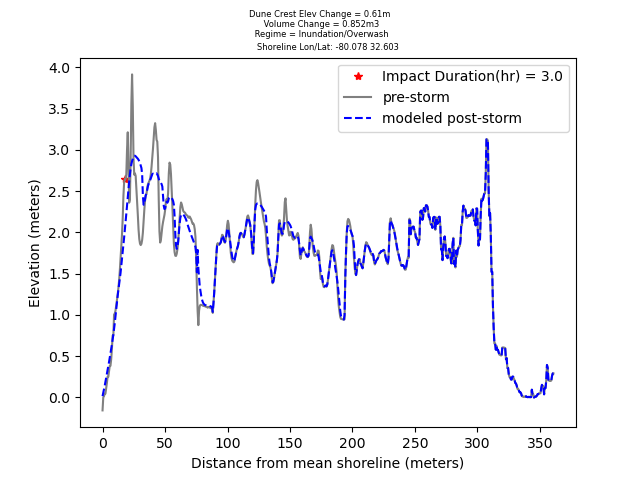 Dune Crest Elev Change = 0.61m
Volume Change = 0.852m3
Regime = Inundation/Overwash
Shoreline Lon/Lat: -80.078 32.603
Impact Duration(hr) = 3.0
pre-storm
modeled post-storm
Elevation (meters)
4.0
3.5
3.0
2.5
2.0
1.5
1.0
0.5
0.0
0 50 100 150 200 250 300 350
Distance from mean shoreline (meters)